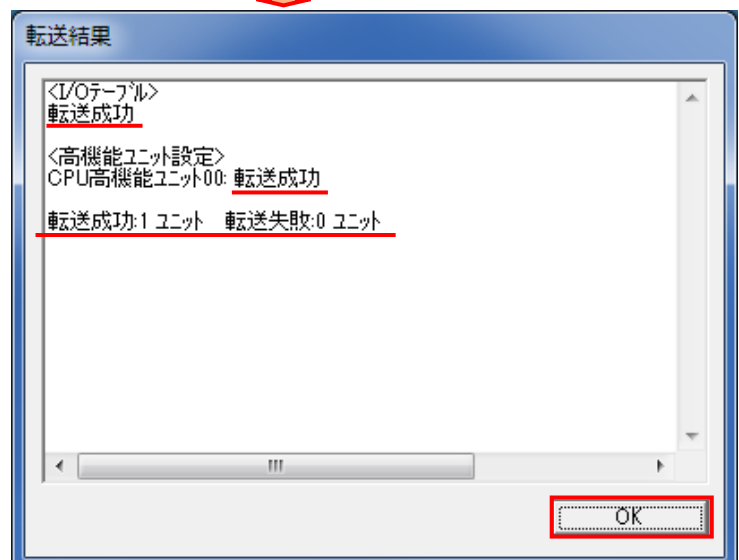 転送結果
<I/Oテーブル>
転送成功
<高機能ユニット設定>
CPU高機能ユニット00: 転送成功
転送成功:1 ユニット　転送失敗:0 ユニット
OK